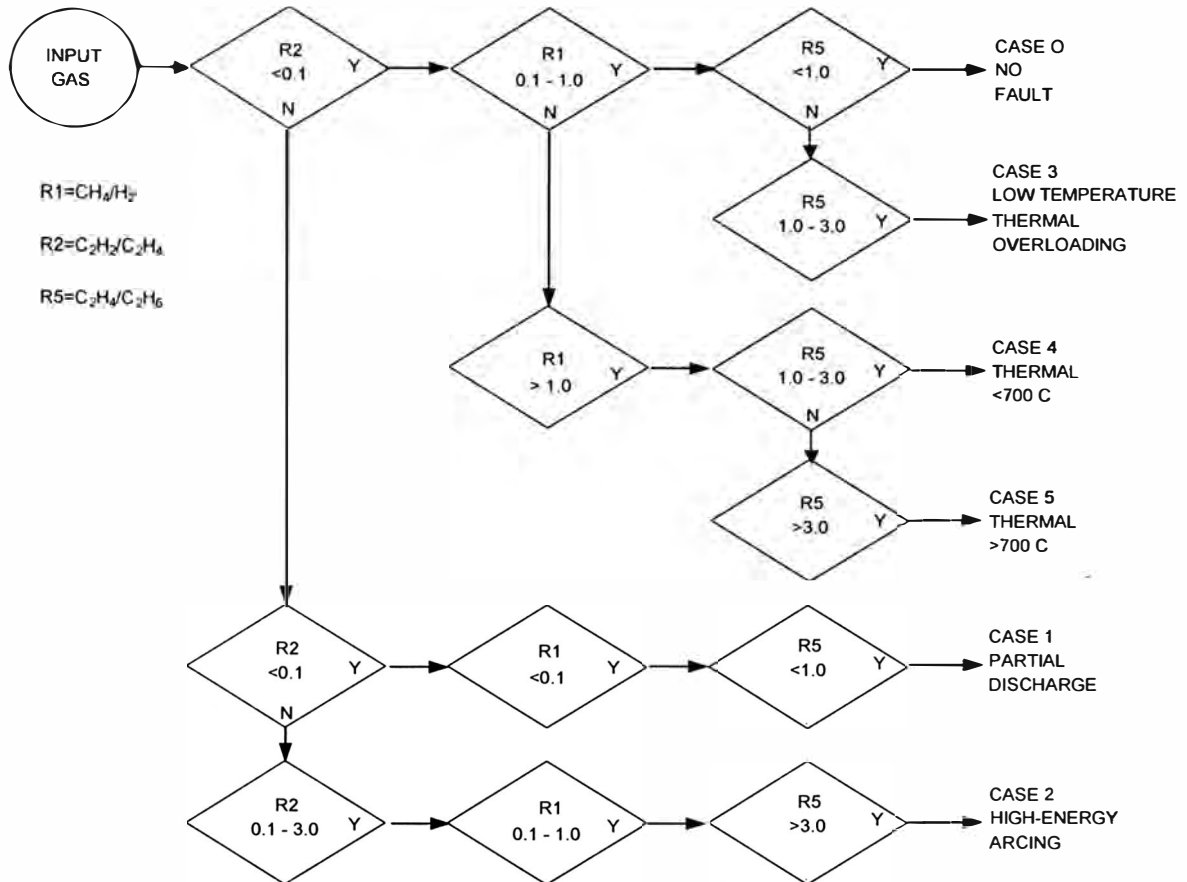 INPUT
GAS
R2
<0.1
Y
N
R1
0.1 - 1.0
Y
N
R5
<1.0
Y
N
CASE O
NO
FAULT
R1=CH₄/H₂
R2=C₂H₂/C₂H₄
R5=C₂H₄/C₂H₆
R5
1.0 - 3.0
Y
CASE 3
LOW TEMPERATURE
THERMAL
OVERLOADING
R1
> 1.0
Y
R5
1.0 - 3.0
Y
N
CASE 4
THERMAL
<700 C
R5
>3.0
Y
CASE 5
THERMAL
>700 C
R2
<0.1
Y
N
R1
<0.1
Y
R5
<1.0
Y
CASE 1
PARTIAL
DISCHARGE
R2
0.1 - 3.0
Y
R1
0.1 - 1.0
Y
R5
>3.0
Y
CASE 2
HIGH-ENERGY
ARCING